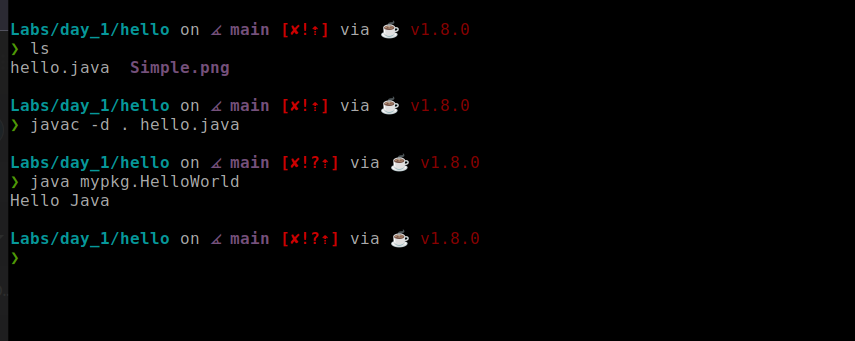 Labs/day_1/hello on ∡ main [✘!⇡] via ☕ v1.8.0
❯ ls
hello.java  Simple.png
Labs/day_1/hello on ∡ main [✘!⇡] via ☕ v1.8.0
❯ javac -d . hello.java
Labs/day_1/hello on ∡ main [✘!?⇡] via ☕ v1.8.0
❯ java mypkg.HelloWorld
Hello Java
Labs/day_1/hello on ∡ main [✘!?⇡] via ☕ v1.8.0
❯